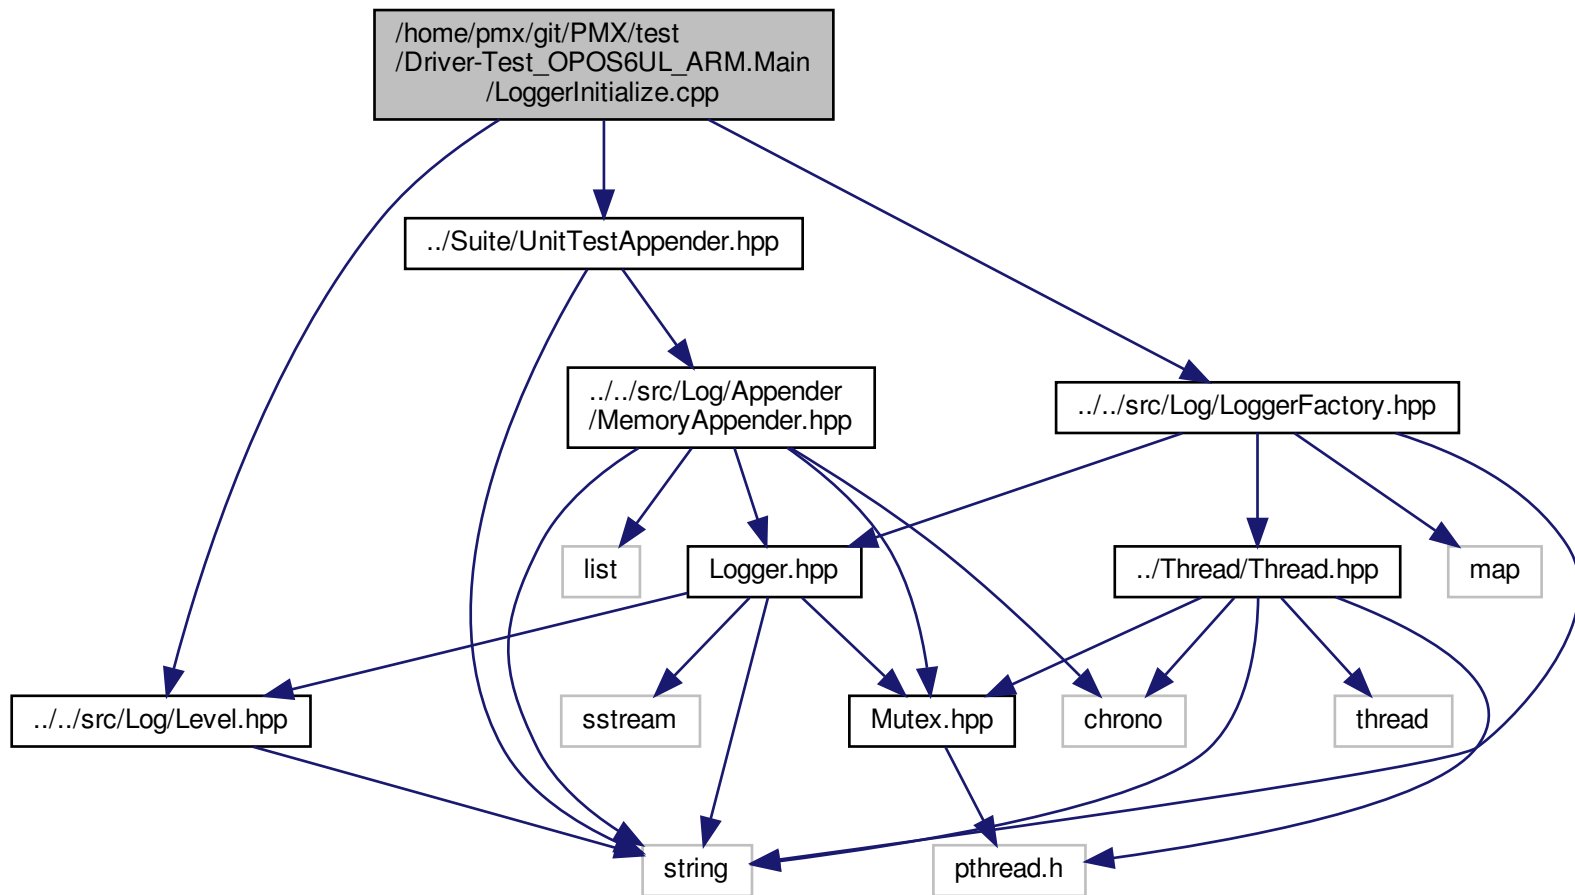 /home/pmx/git/PMX/test
/Driver-Test_OPOS6UL_ARM.Main
/LoggerInitialize.cpp
../Suite/UnitTestAppender.hpp
../../src/Log/Appender
/MemoryAppender.hpp
../../src/Log/LoggerFactory.hpp
list
Logger.hpp
../Thread/Thread.hpp
map
../../src/Log/Level.hpp
sstream
Mutex.hpp
chrono
thread
string
pthread.h